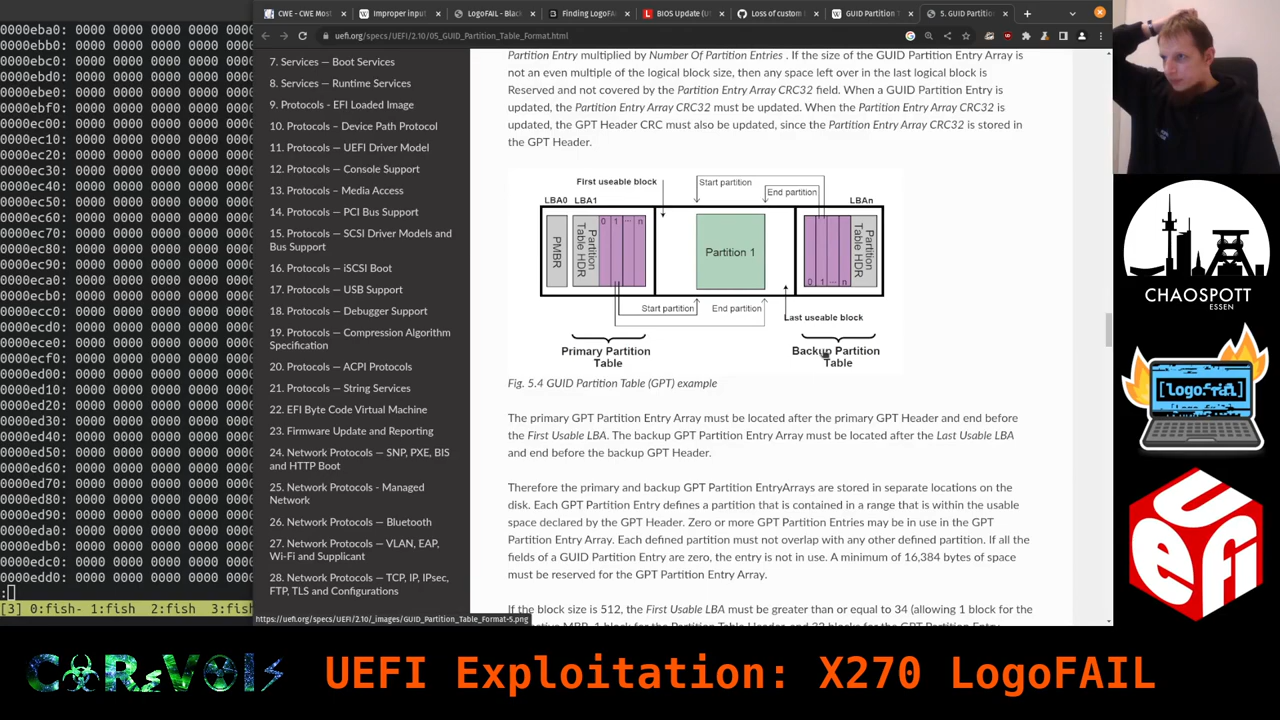 CWE - CWE Most
Improper input
LogoFAIL - Blac
Finding LogoFA
BIOS Update (U
Loss of custom
GUID Partition T
5. GUID Partition
uefi.org/specs/UEFI/2.10/05_GUID_Partition_Table_Format.html
0000eba0: 0000 0000 0000 0000
0000ebb0: 0000 0000 0000 0000
0000ebc0: 0000 0000 0000 0000
0000ebd0: 0000 0000 0000 0000
0000ebe0: 0000 0000 0000 0000
0000ebf0: 0000 0000 0000 0000
0000ec00: 0000 0000 0000 0000
0000ec10: 0000 0000 0000 0000
0000ec20: 0000 0000 0000 0000
0000ec30: 0000 0000 0000 0000
0000ec40: 0000 0000 0000 0000
0000ec50: 0000 0000 0000 0000
0000ec60: 0000 0000 0000 0000
0000ec70: 0000 0000 0000 0000
0000ec80: 0000 0000 0000 0000
0000ec90: 0000 0000 0000 0000
0000eca0: 0000 0000 0000 0000
0000ecb0: 0000 0000 0000 0000
0000ecc0: 0000 0000 0000 0000
0000ecd0: 0000 0000 0000 0000
0000ece0: 0000 0000 0000 0000
0000ecf0: 0000 0000 0000 0000
0000ed00: 0000 0000 0000 0000
0000ed10: 0000 0000 0000 0000
0000ed20: 0000 0000 0000 0000
0000ed30: 0000 0000 0000 0000
0000ed40: 0000 0000 0000 0000
0000ed50: 0000 0000 0000 0000
0000ed60: 0000 0000 0000 0000
0000ed70: 0000 0000 0000 0000
0000ed80: 0000 0000 0000 0000
0000ed90: 0000 0000 0000 0000
0000eda0: 0000 0000 0000 0000
0000edb0: 0000 0000 0000 0000
0000edc0: 0000 0000 0000 0000
0000edd0: 0000 0000 0000 0000
:
[3] 0:fish- 1:fish 2:fish 3:fish
7. Services — Boot Services
8. Services — Runtime Services
9. Protocols - EFI Loaded Image
10. Protocols — Device Path Protocol
11. Protocols — UEFI Driver Model
12. Protocols — Console Support
13. Protocols – Media Access
14. Protocols — PCI Bus Support
15. Protocols — SCSI Driver Models and
Bus Support
16. Protocols — iSCSI Boot
17. Protocols — USB Support
18. Protocols — Debugger Support
19. Protocols — Compression Algorithm
Specification
20. Protocols — ACPI Protocols
21. Protocols — String Services
22. EFI Byte Code Virtual Machine
23. Firmware Update and Reporting
24. Network Protocols — SNP, PXE, BIS
and HTTP Boot
25. Network Protocols - Managed
Network
26. Network Protocols — Bluetooth
27. Network Protocols — VLAN, EAP,
Wi-Fi and Supplicant
28. Network Protocols — TCP, IP, IPsec,
FTP, TLS and Configurations
https://uefi.org/specs/UEFI/2.10/_images/GUID_Partition_Table_Format-5.png
Partition Entry multiplied by Number Of Partition Entries . If the size of the GUID Partition Entry Array is
not an even multiple of the logical block size, then any space left over in the last logical block is
Reserved and not covered by the Partition Entry Array CRC32 field. When a GUID Partition Entry is
updated, the Partition Entry Array CRC32 must be updated. When the Partition Entry Array CRC32 is
updated, the GPT Header CRC must also be updated, since the Partition Entry Array CRC32 is stored in
the GPT Header.
First useable block
Start partition
End partition
LBA0 LBA1
LBAn
PMBR
Partition Table HDR
0 1 ... n
Partition 1
0 1 ... n
Partition Table HDR
Start partition
End partition
Last useable block
Primary Partition
Table
Backup Partition
Table
Fig. 5.4 GUID Partition Table (GPT) example
The primary GPT Partition Entry Array must be located after the primary GPT Header and end before
the First Usable LBA. The backup GPT Partition Entry Array must be located after the Last Usable LBA
and end before the backup GPT Header.
Therefore the primary and backup GPT Partition EntryArrays are stored in separate locations on the
disk. Each GPT Partition Entry defines a partition that is contained in a range that is within the usable
space declared by the GPT Header. Zero or more GPT Partition Entries may be in use in the GPT
Partition Entry Array. Each defined partition must not overlap with any other defined partition. If all the
fields of a GUID Partition Entry are zero, the entry is not in use. A minimum of 16,384 bytes of space
must be reserved for the GPT Partition Entry Array.
If the block size is 512, the First Usable LBA must be greater than or equal to 34 (allowing 1 block for the
CHAOSPOTT
ESSEN
UEFI
UEFI Exploitation: X270 LogoFAIL